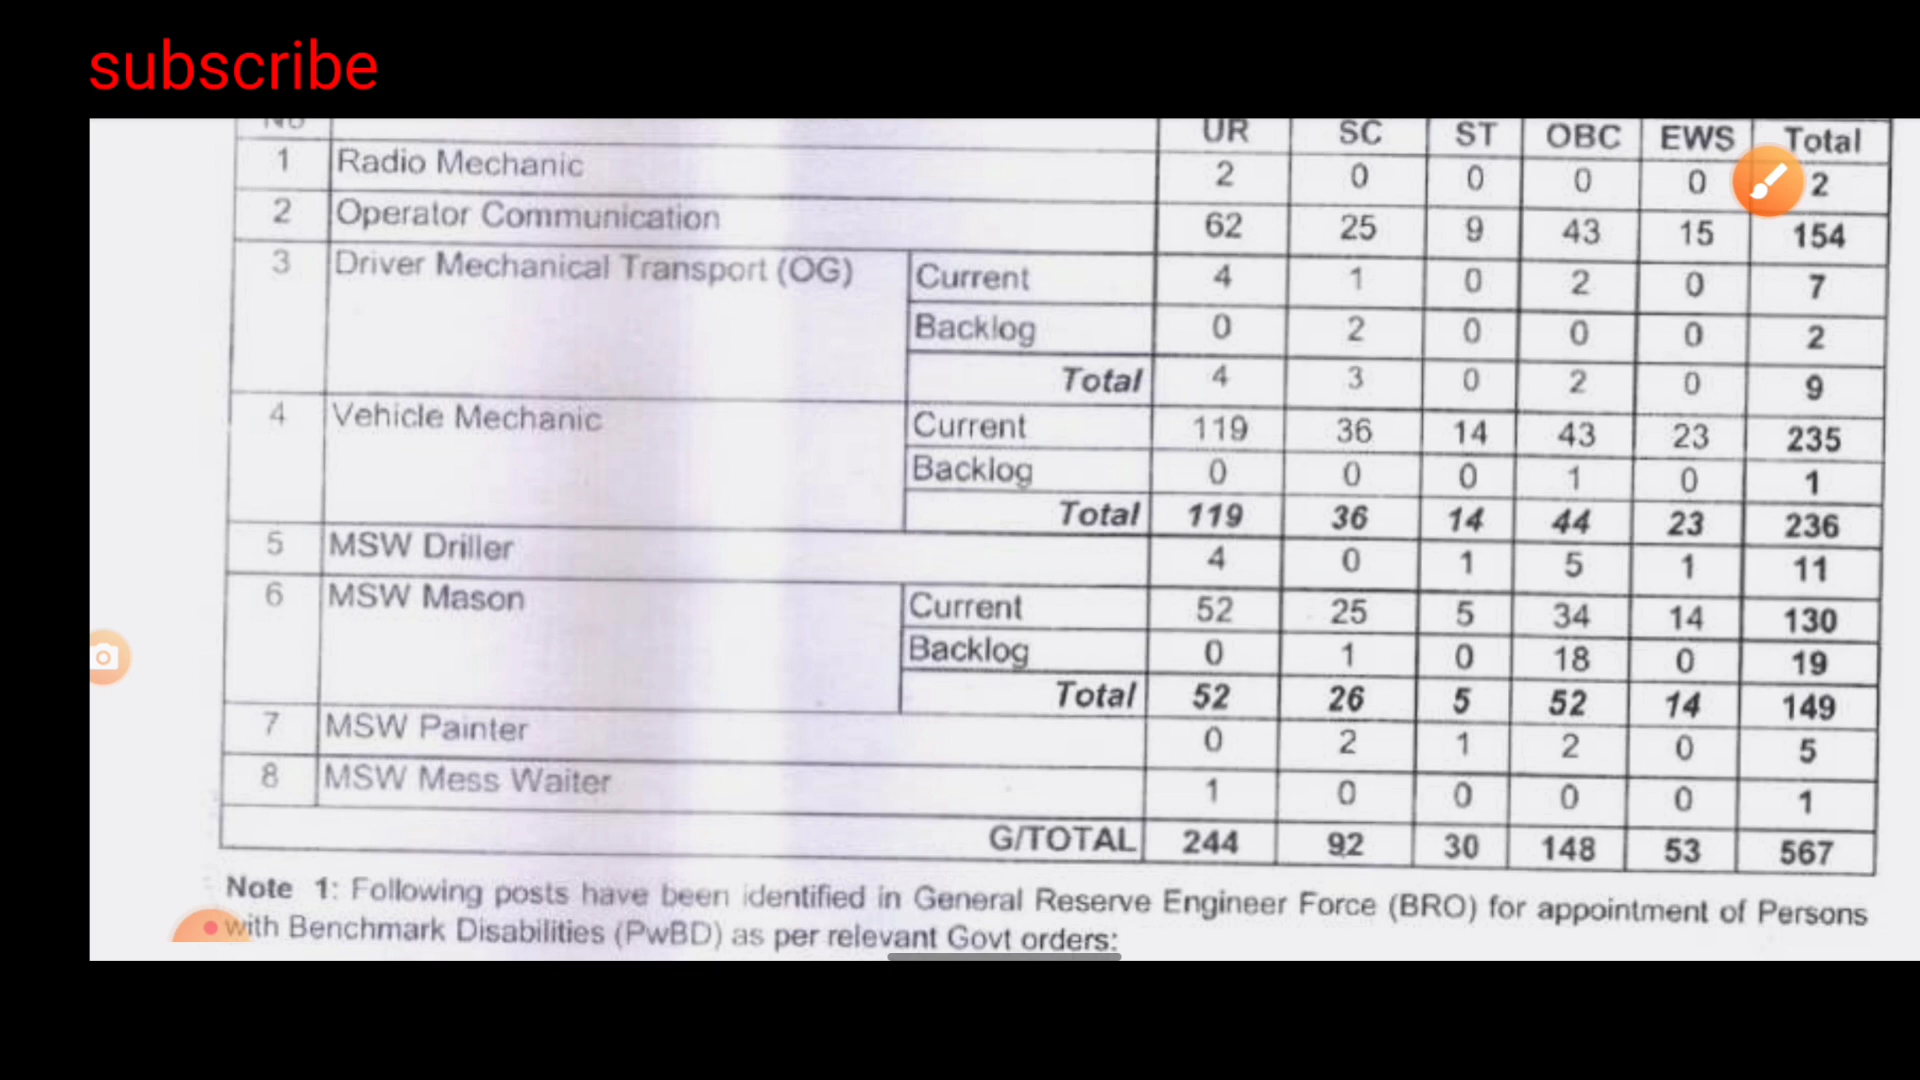 subscribe
No UR SC ST OBC EWS Total
1 Radio Mechanic 2 0 0 0 0 2
2 Operator Communication 62 25 9 43 15 154
3 Driver Mechanical Transport (OG) Current 4 1 0 2 0 7
Backlog 0 2 0 0 0 2
Total 4 3 0 2 0 9
4 Vehicle Mechanic Current 119 36 14 43 23 235
Backlog 0 0 0 1 0 1
Total 119 36 14 44 23 236
5 MSW Driller 4 0 1 5 1 11
6 MSW Mason Current 52 25 5 34 14 130
Backlog 0 1 0 18 0 19
Total 52 26 5 52 14 149
7 MSW Painter 0 2 1 2 0 5
8 MSW Mess Waiter 1 0 0 0 0 1
G/TOTAL 244 92 30 148 53 567
Note 1: Following posts have been identified in General Reserve Engineer Force (BRO) for appointment of Persons
with Benchmark Disabilities (PwBD) as per relevant Govt orders: